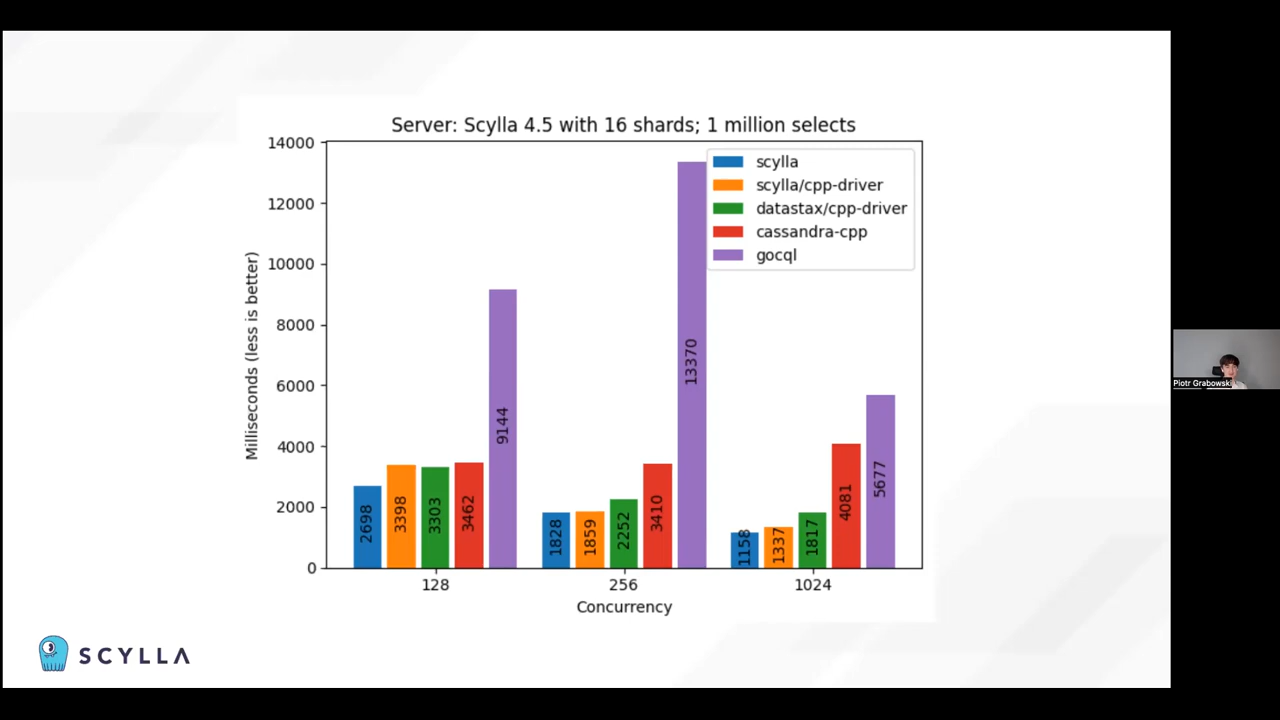 Server: Scylla 4.5 with 16 shards; 1 million selects
Milliseconds (less is better)
14000
12000
10000
8000
6000
4000
2000
0
scylla
scylla/cpp-driver
datastax/cpp-driver
cassandra-cpp
gocql
2698
3398
3303
3462
9144
1828
1859
2252
3410
13370
1158
1337
1817
4081
5677
128
256
1024
Concurrency
SCYLLA
Piotr Grabowski